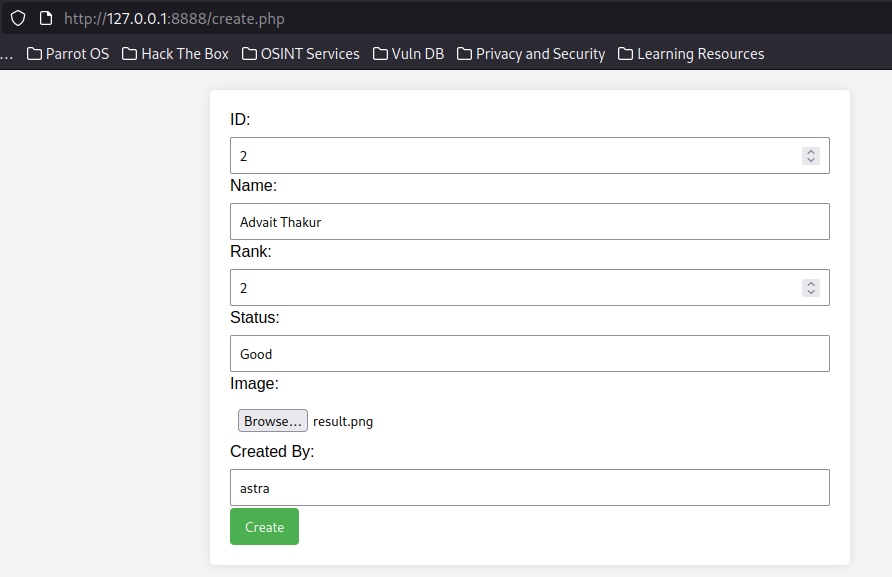 http://127.0.0.1:8888/create.php
... Parrot OS Hack The Box OSINT Services Vuln DB Privacy and Security Learning Resources
ID:
2
Name:
Advait Thakur
Rank:
2
Status:
Good
Image:
Browse... result.png
Created By:
astra
Create